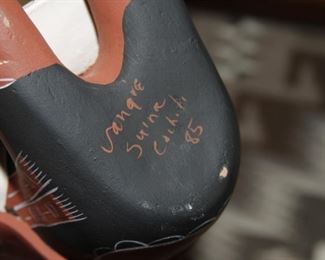 Vangie
Suina
Cochiti
85